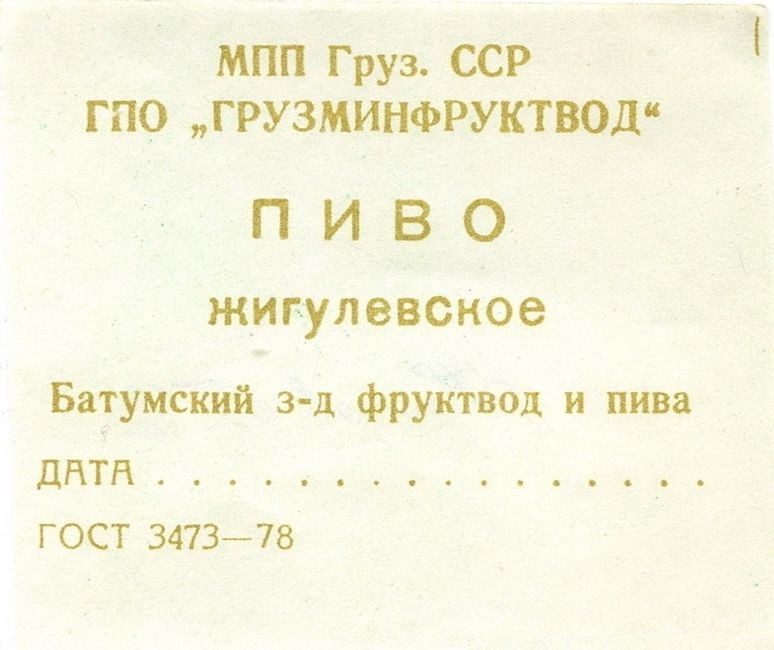 МПП Груз. ССР
ГПО „ГРУЗМИНФРУКТВОД“
ПИВО
жигулевское
Батумский з-д фруктвод и пива
ДАТА . . . . . . . . . . . . . . . . .
ГОСТ 3473—78